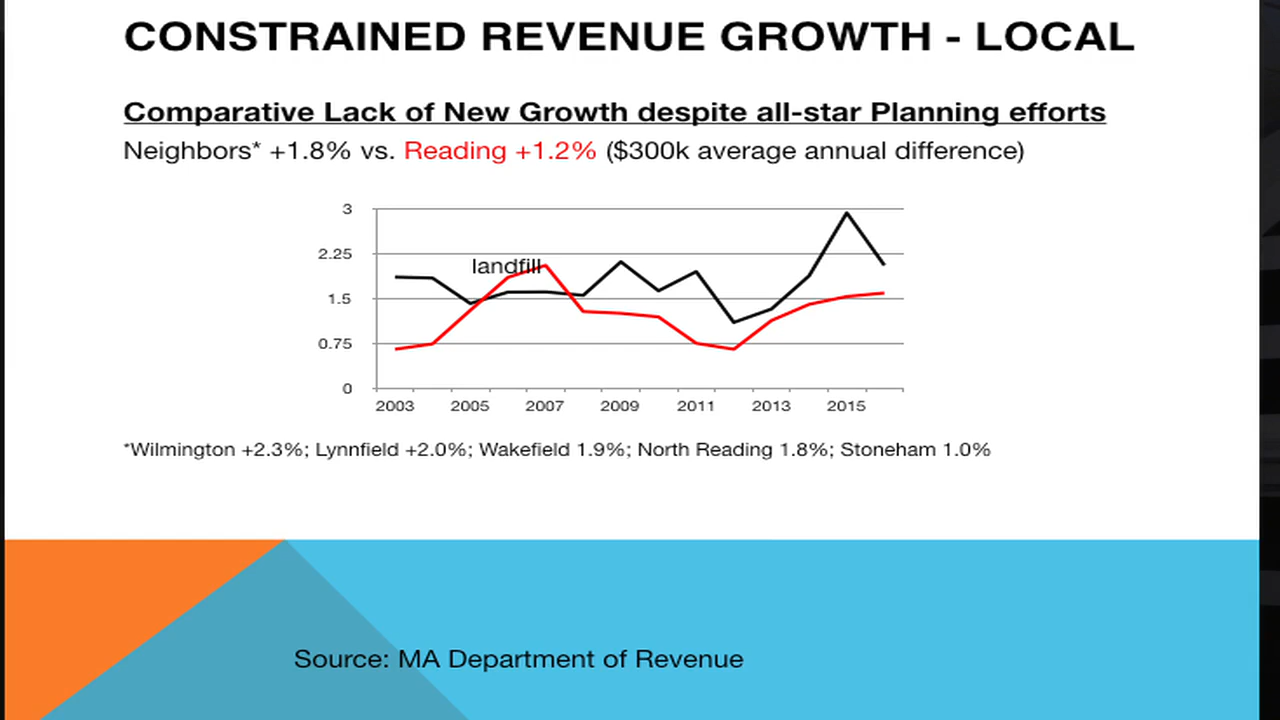 CONSTRAINED REVENUE GROWTH - LOCAL
Comparative Lack of New Growth despite all-star Planning efforts
Neighbors* +1.8% vs. Reading +1.2% ($300k average annual difference)
3
2.25
landfill
1.5
0.75
0
2003 2005 2007 2009 2011 2013 2015
*Wilmington +2.3%; Lynnfield +2.0%; Wakefield 1.9%; North Reading 1.8%; Stoneham 1.0%
Source: MA Department of Revenue